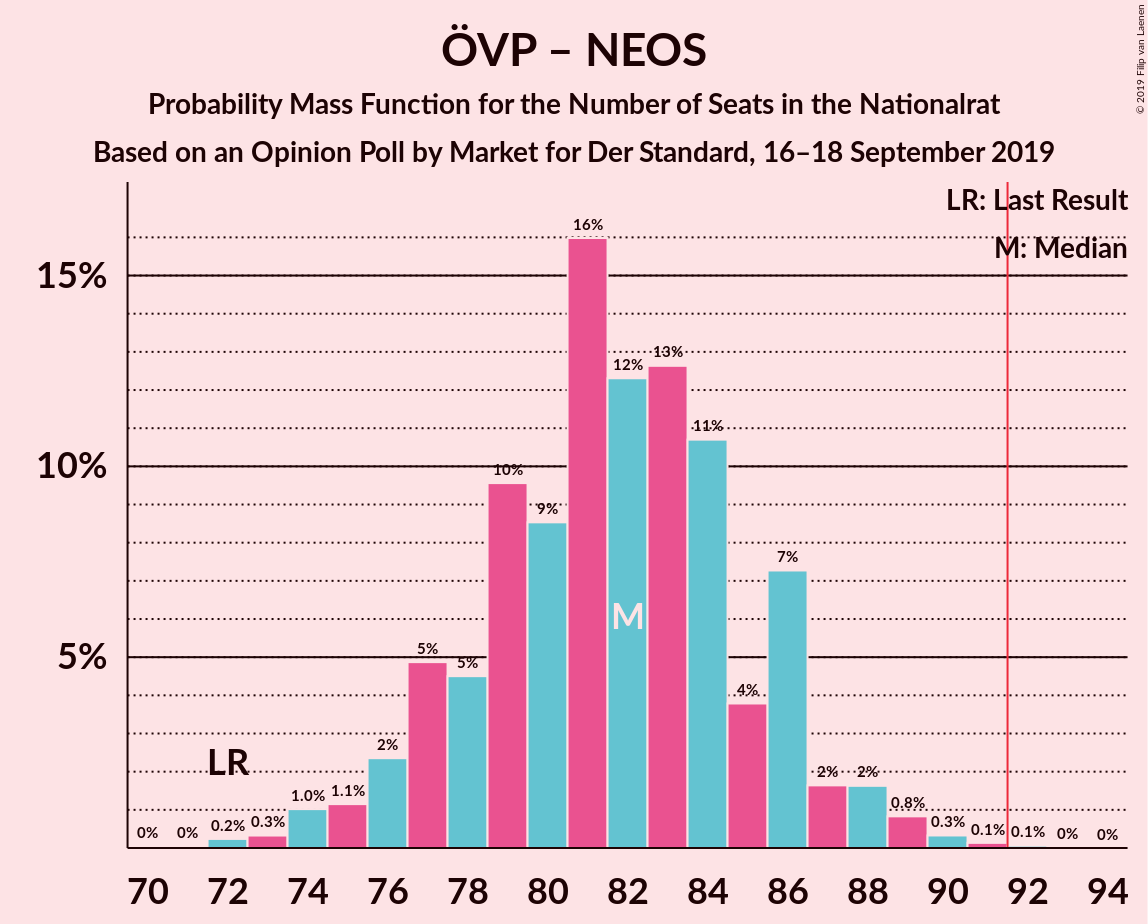 ÖVP – NEOS
Probability Mass Function for the Number of Seats in the Nationalrat
Based on an Opinion Poll by Market for Der Standard, 16–18 September 2019
© 2019 Filip van Laenen
LR: Last Result
M: Median
15%
10%
5%
0% 0% 0.2% 0.3% 1.0% 1.1% 2% 5% 5% 10% 9% 16% 12% 13% 11% 4% 7% 2% 2% 0.8% 0.3% 0.1% 0.1% 0% 0%
LR
M
70 72 74 76 78 80 82 84 86 88 90 92 94